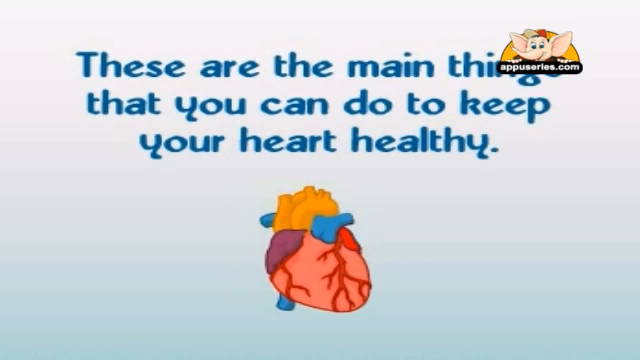 These are the main things
that you can do to keep
your heart healthy.
appuseries.com